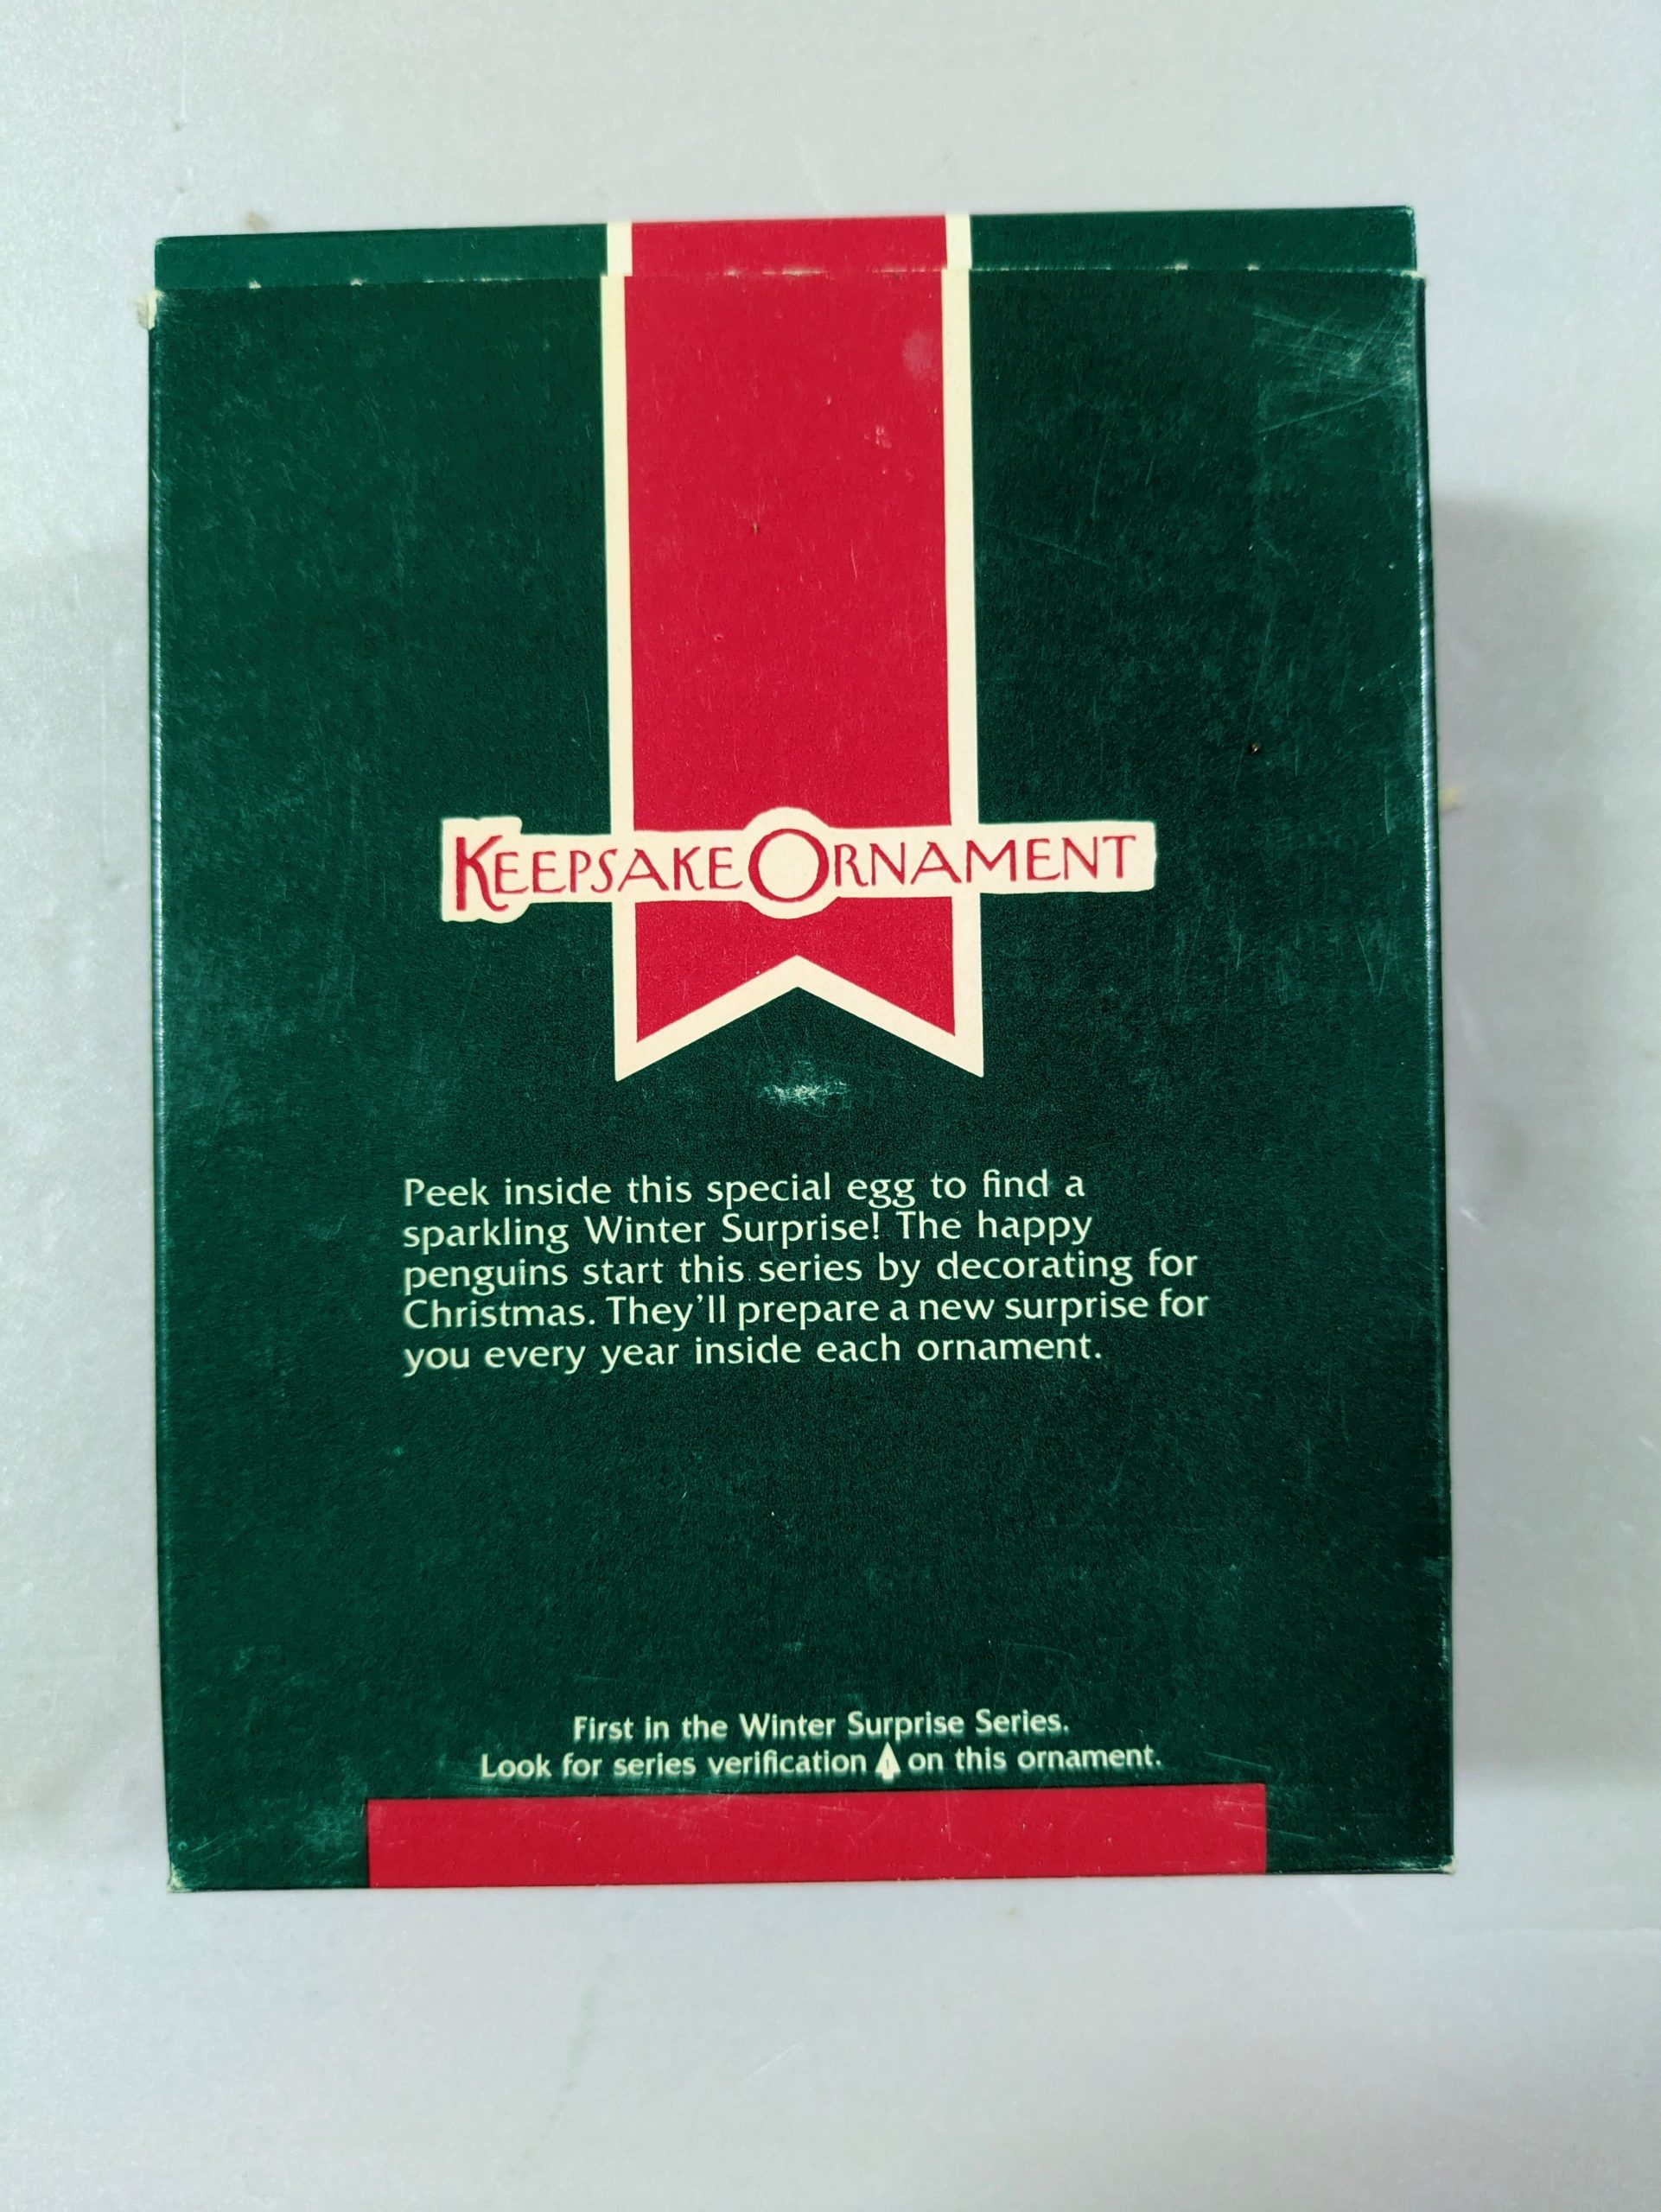 KEEPSAKE ORNAMENT
Peek inside this special egg to find a
sparkling Winter Surprise! The happy
penguins start this series by decorating for
Christmas. They'll prepare a new surprise for
you every year inside each ornament.
First in the Winter Surprise Series.
Look for series verification 1 on this ornament.